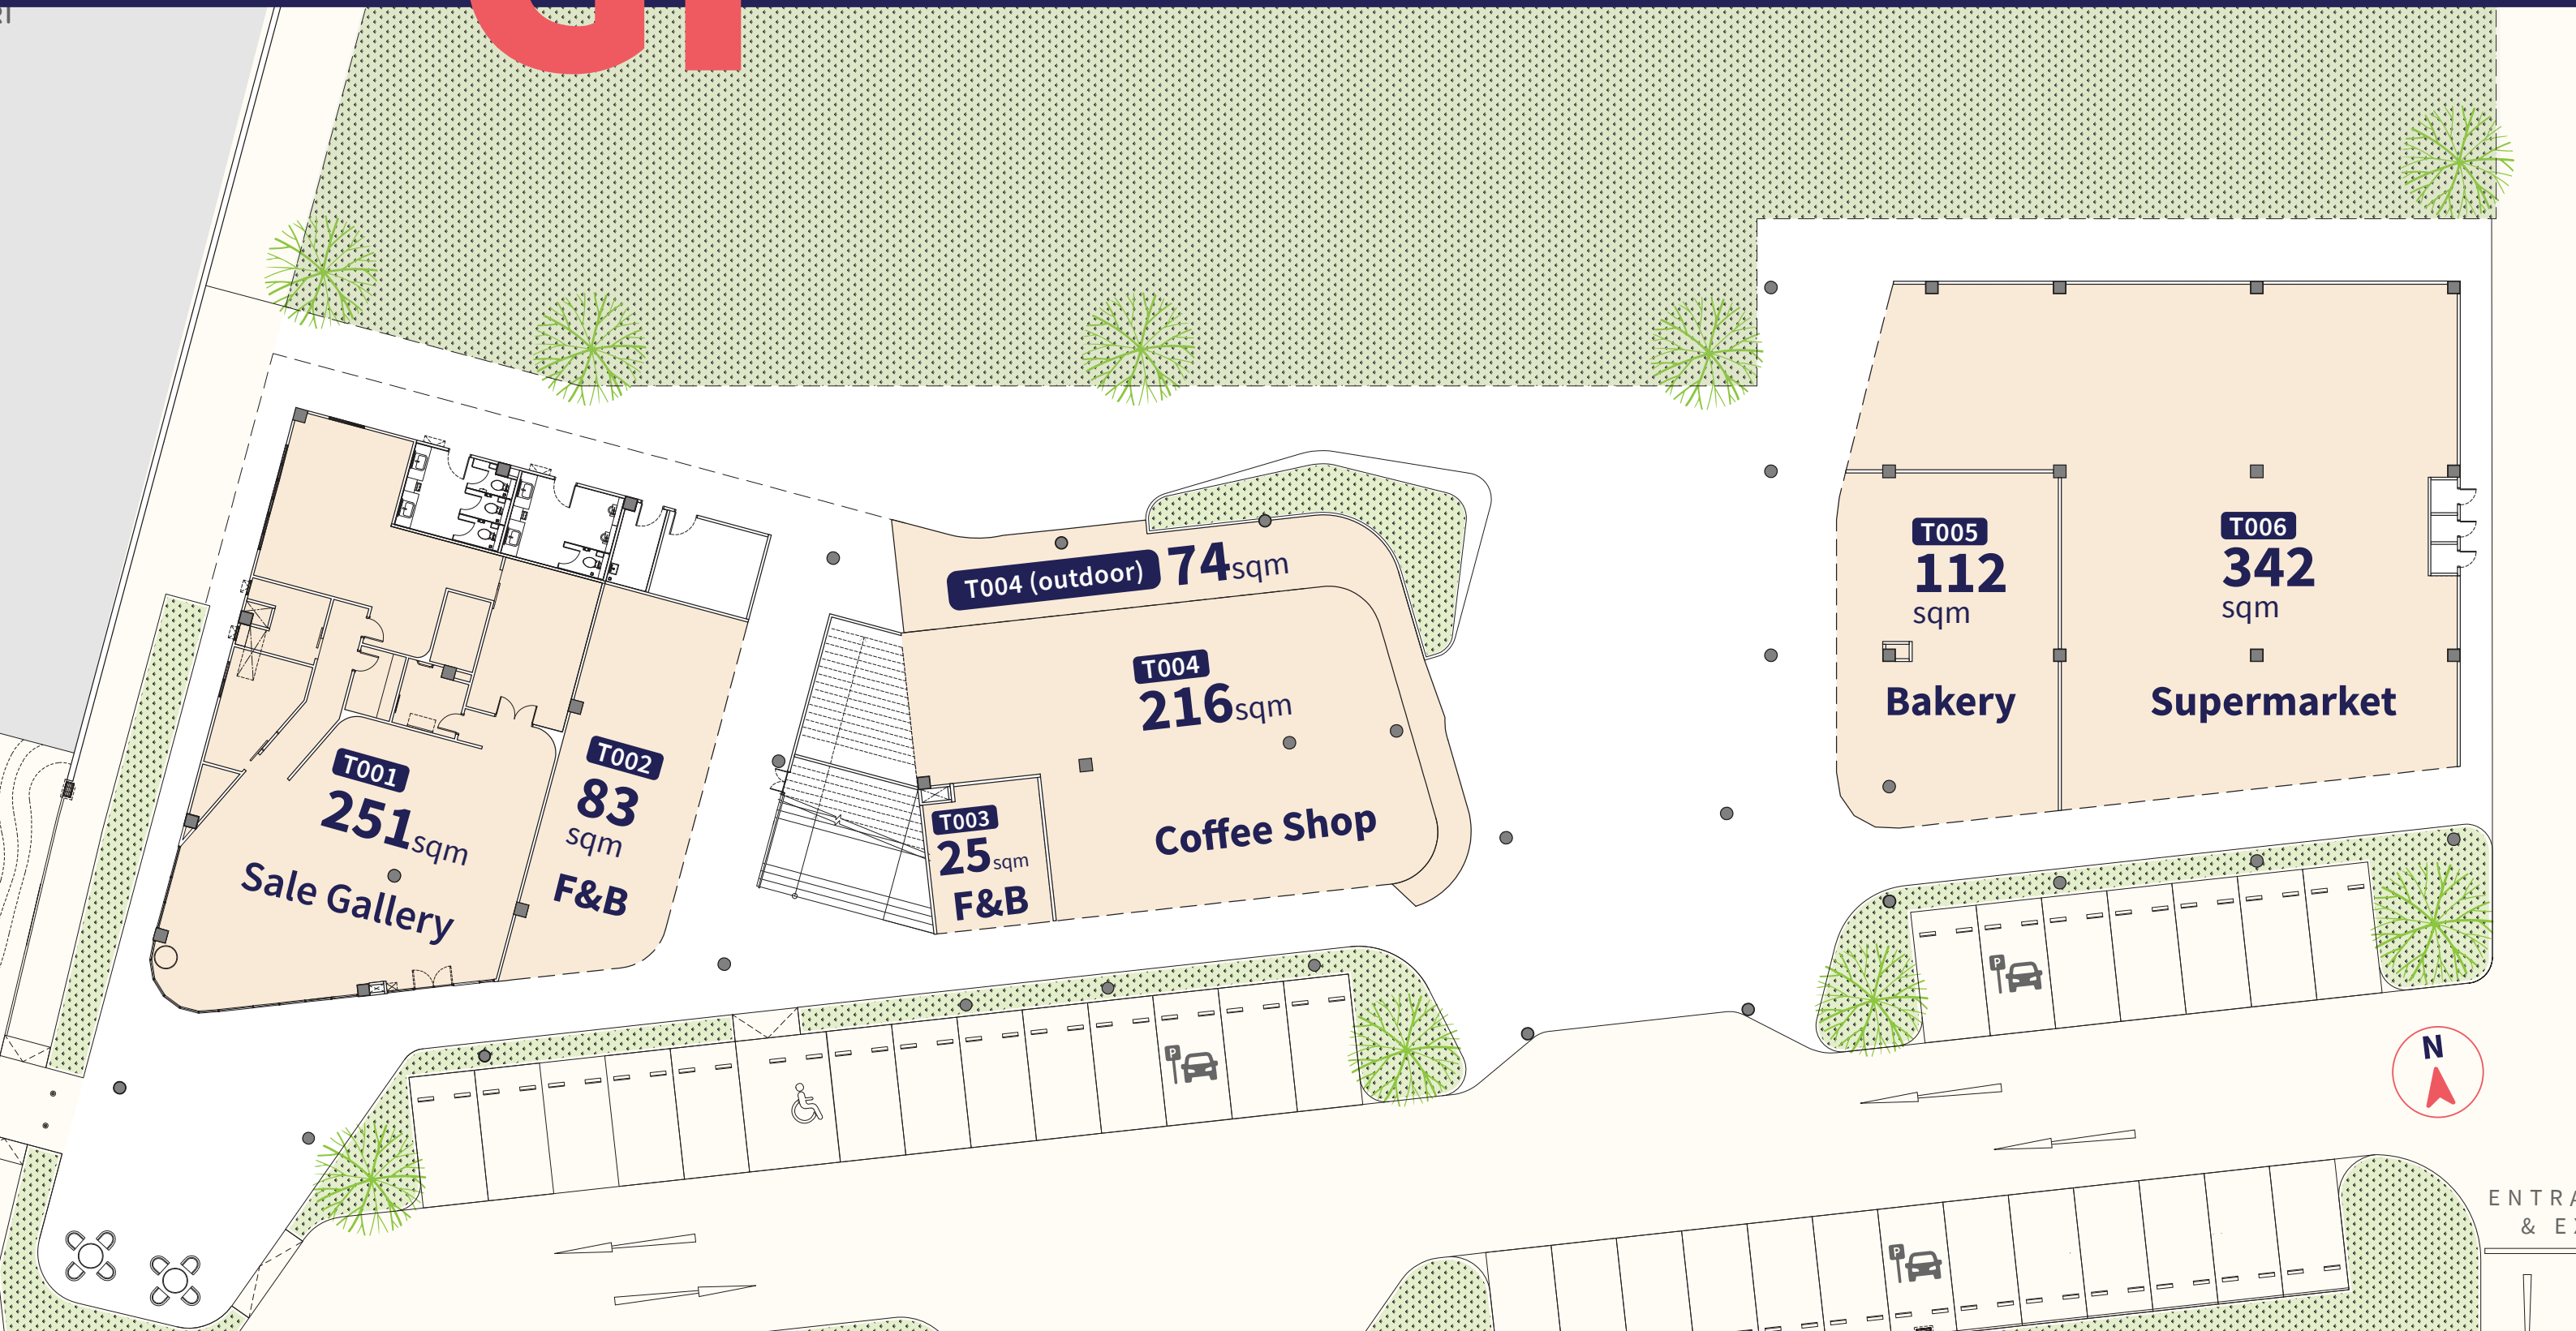 T001
251sqm
Sale Gallery
T002
83
sqm
F&B
T003
25sqm
F&B
T004 (outdoor) 74sqm
T004
216sqm
Coffee Shop
T005
112
sqm
Bakery
T006
342
sqm
Supermarket
P
P
P
N
&